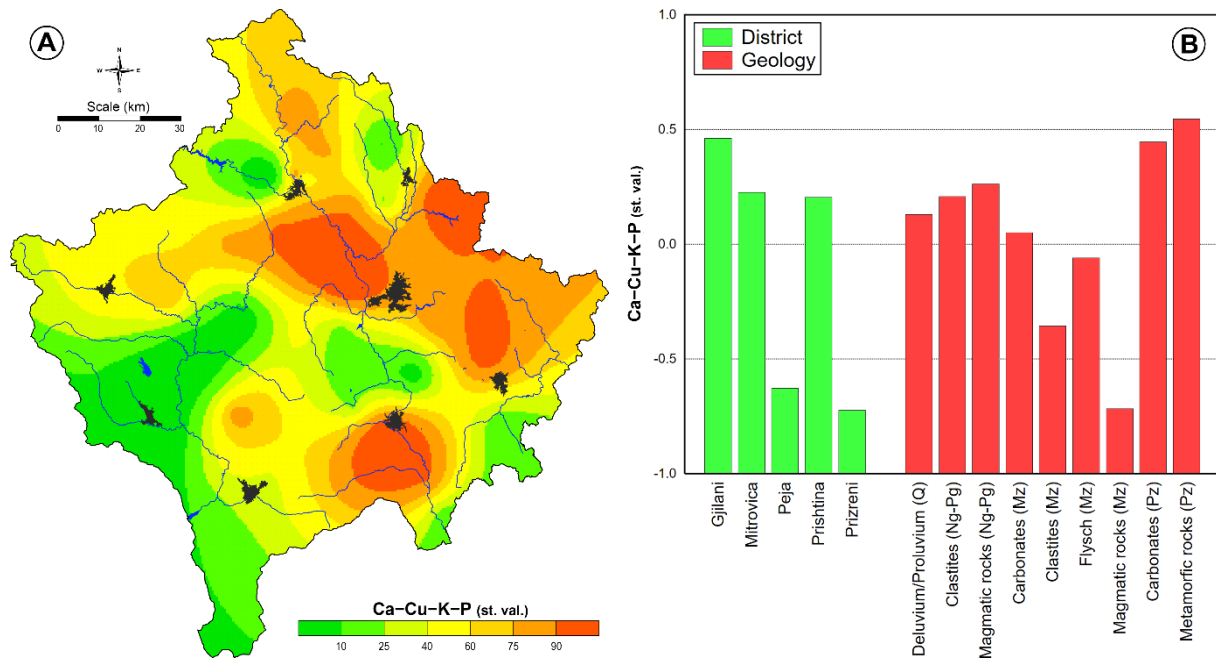 A
N
W E
S
Scale (km)
0 10 20 30
Ca−Cu−K−P (st. val.)
10 25 50 75 90
B
District
Geology
Ca−Cu−K−P (st. val.)
1.0
0.5
0.0
-0.5
-1.0
Gjilani
Mitrovica
Peja
Prishtina
Prizreni
Deluvium/Proluvium (Q)
Clastites (Ng-Pg)
Magmatic rocks (Ng-Pg)
Carbonates (Mz)
Clastites (Mz)
Flysch (Mz)
Magmatic rocks (Mz)
Carbonates (Pz)
Metamorfic rocks (Pz)